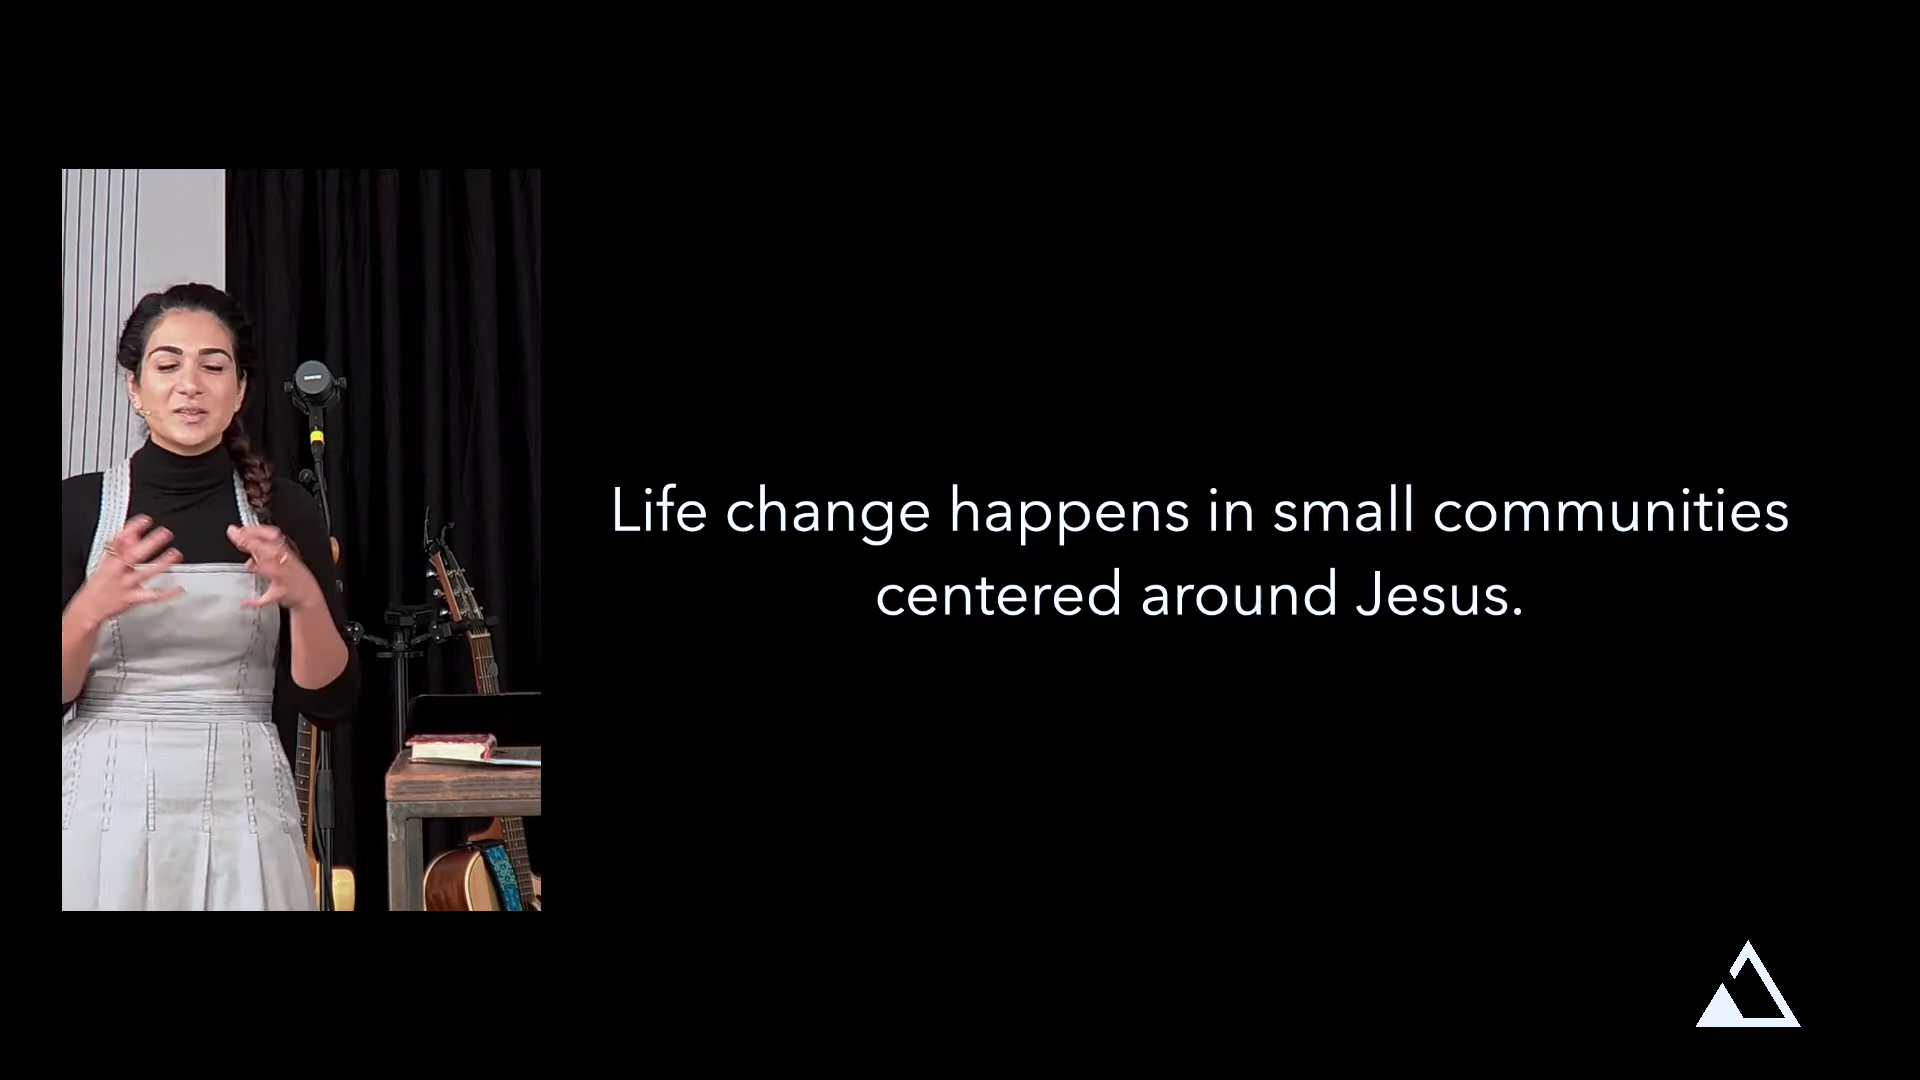 Life change happens in small communities
centered around Jesus.